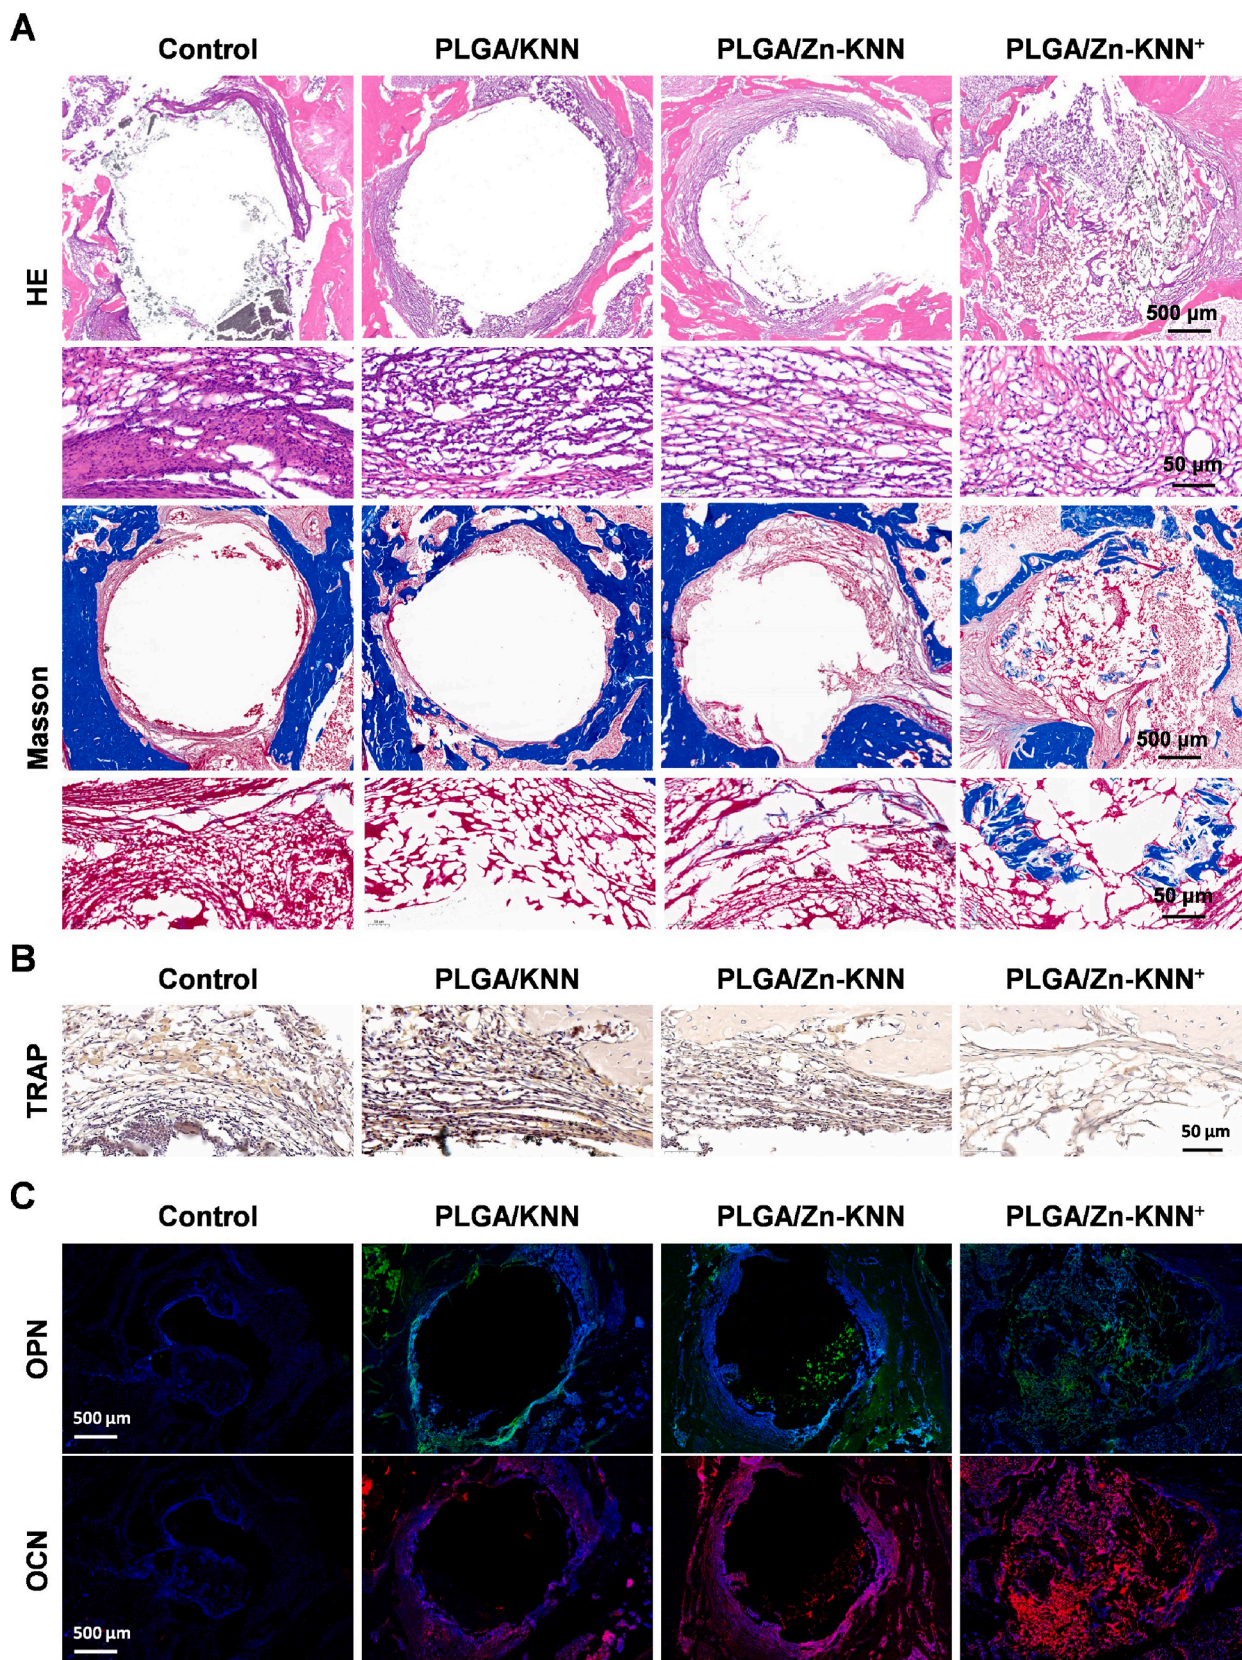 A
Control PLGA/KNN PLGA/Zn-KNN PLGA/Zn-KNN⁺
HE
500 µm
50 µm
Masson
500 µm
50 µm
B
Control PLGA/KNN PLGA/Zn-KNN PLGA/Zn-KNN⁺
TRAP
50 µm
C
Control PLGA/KNN PLGA/Zn-KNN PLGA/Zn-KNN⁺
OPN
500 µm
OCN
500 µm